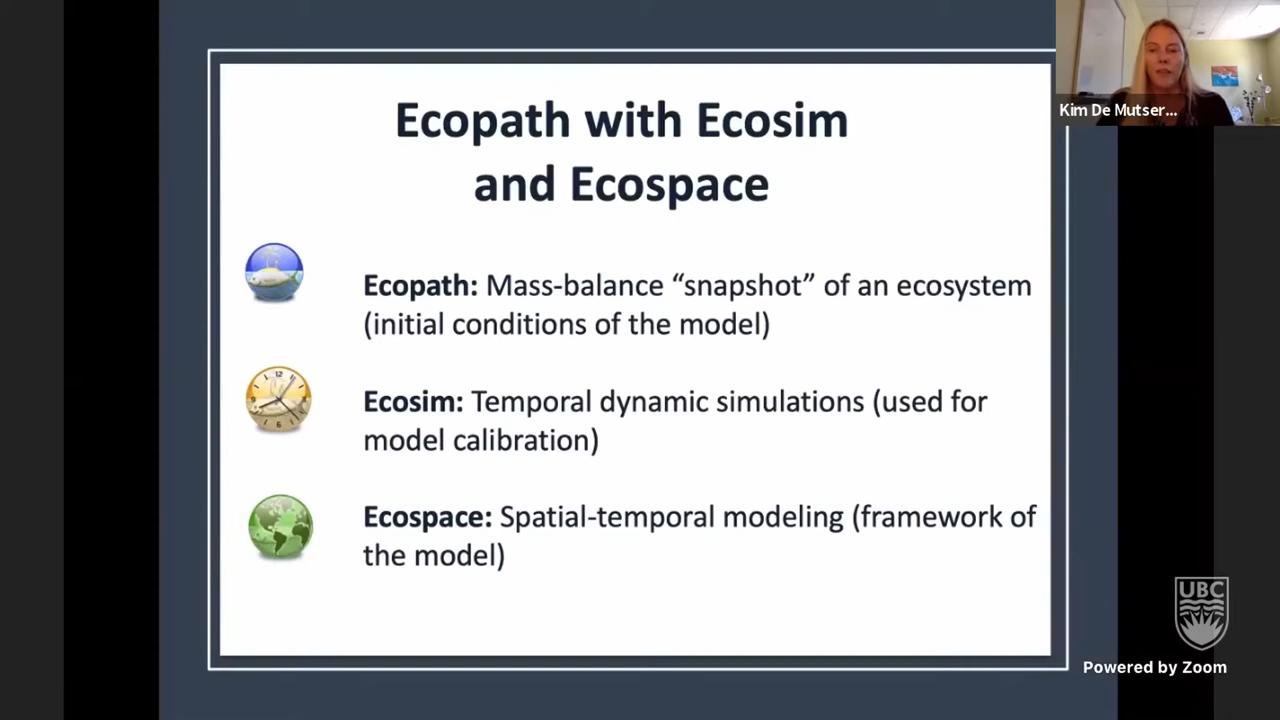 Ecopath with Ecosim
and Ecospace
Kim De Mutser...
Ecopath: Mass-balance “snapshot” of an ecosystem
(initial conditions of the model)
Ecosim: Temporal dynamic simulations (used for
model calibration)
Ecospace: Spatial-temporal modeling (framework of
the model)
UBC
Powered by Zoom